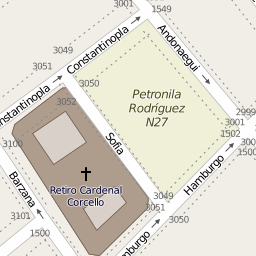 3001
1549
Andonaegui
Constantinopla
3049
3051
3050
Constantinopla
3052
Petronila
Rodríguez
N27
Sofía
2999
3001
1502
3049
3051
3050
Hamburgo
Hamburgo
3100
Barzana
3101
1500
Retiro Cardenal
Corcello